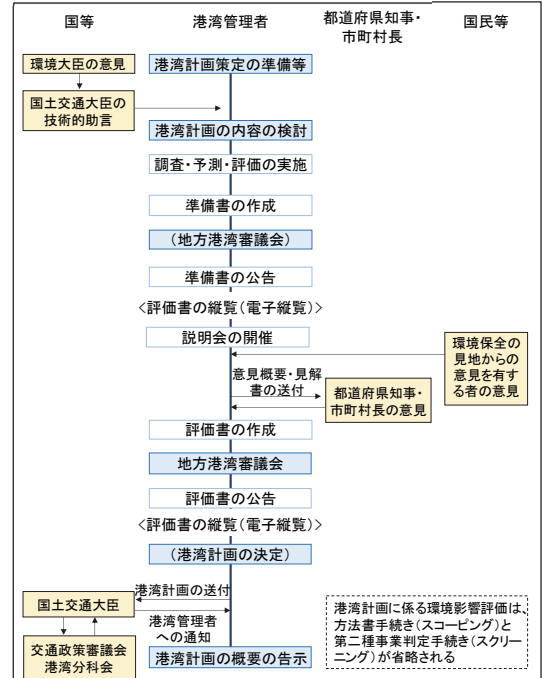 国等
港湾管理者
都道府県知事・
市町村長
国民等
環境大臣の意見
港湾計画策定の準備等
国土交通大臣の
技術的助言
港湾計画の内容の検討
調査・予測・評価の実施
準備書の作成
(地方港湾審議会)
準備書の公告
<評価書の縦覧(電子縦覧)>
説明会の開催
環境保全の
見地からの
意見を有す
る者の意見
意見概要・見解
書の送付
都道府県知事・
市町村長の意見
評価書の作成
地方港湾審議会
評価書の公告
<評価書の縦覧(電子縦覧)>
(港湾計画の決定)
港湾計画の送付
国土交通大臣
港湾管理者
への通知
交通政策審議会
港湾分科会
港湾計画の概要の告示
港湾計画に係る環境影響評価は、
方法書手続き(スコーピング)と
第二種事業判定手続き(スクリー
ニング)が省略される